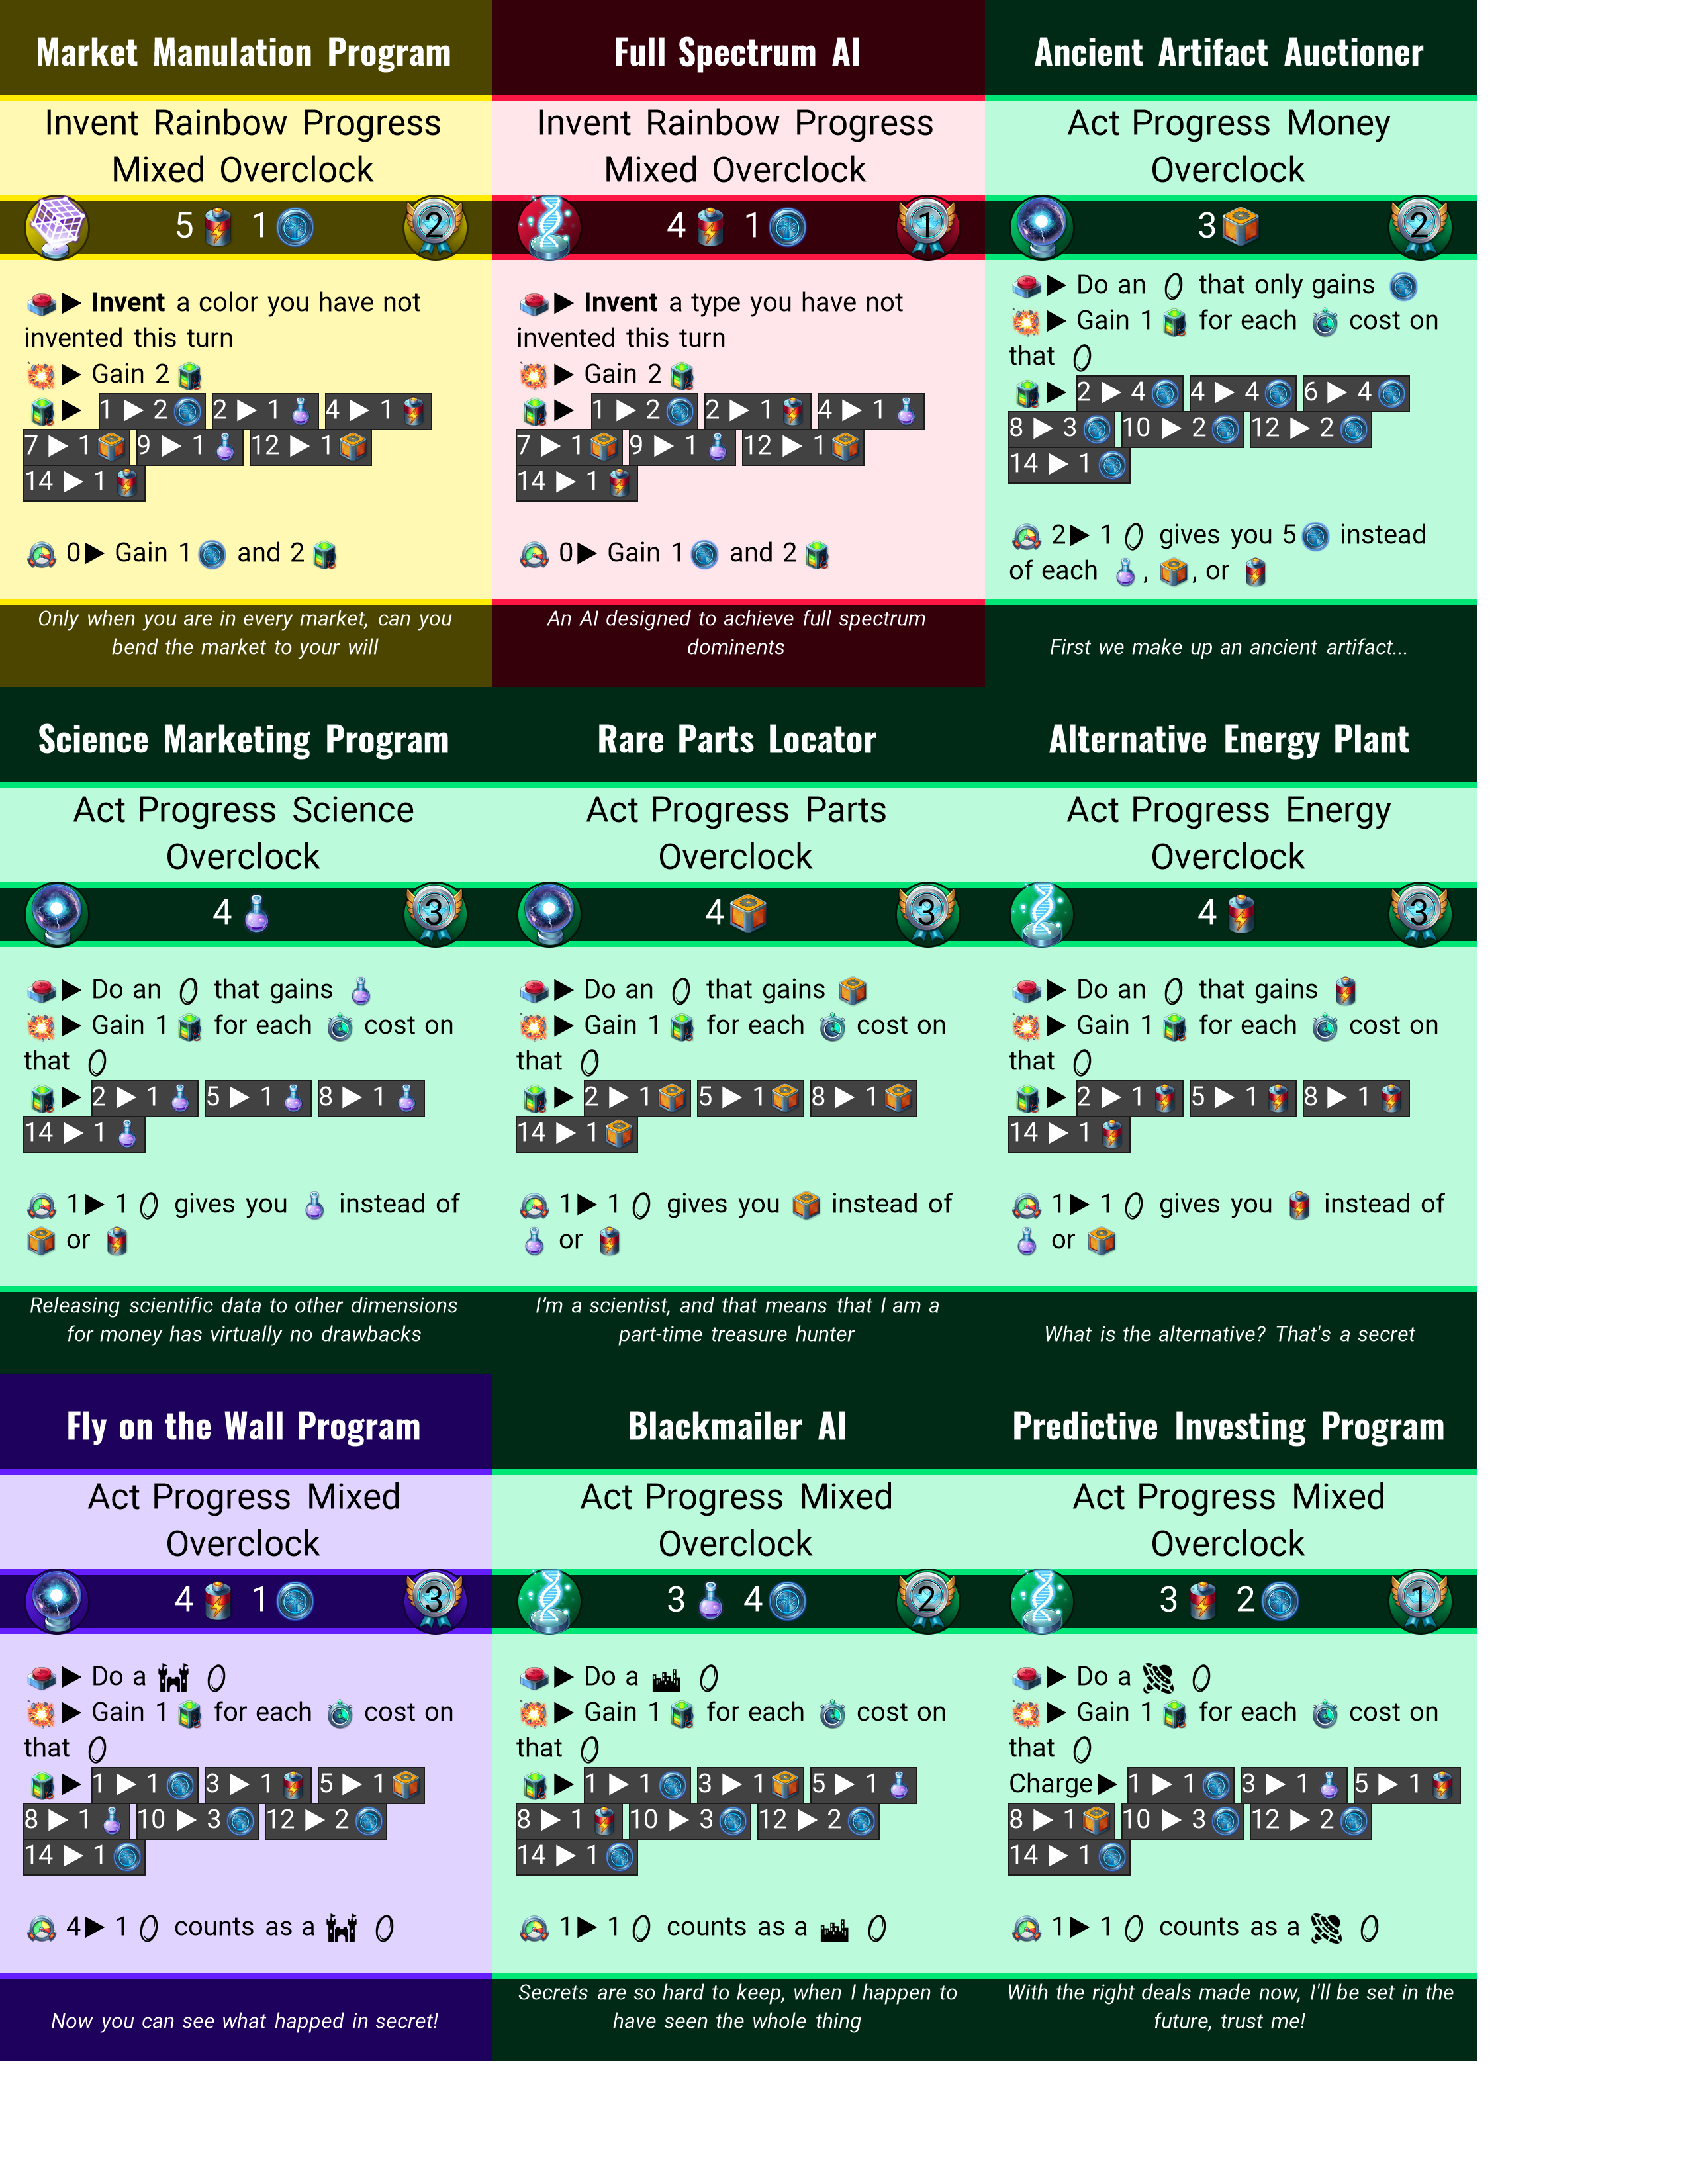 Market Manulation Program
Invent Rainbow Progress
Mixed Overclock
5 1 2
▶ Invent a color you have not
invented this turn
▶ Gain 2
▶ 1 ▶ 2 2 ▶ 1 4 ▶ 1
7 ▶ 1 9 ▶ 1 12 ▶ 1
14 ▶ 1
0▶ Gain 1 and 2
Only when you are in every market, can you
bend the market to your will
Full Spectrum AI
Invent Rainbow Progress
Mixed Overclock
4 1 1
▶ Invent a type you have not
invented this turn
▶ Gain 2
▶ 1 ▶ 2 2 ▶ 1 4 ▶ 1
7 ▶ 1 9 ▶ 1 12 ▶ 1
14 ▶ 1
0▶ Gain 1 and 2
An AI designed to achieve full spectrum
dominents
Ancient Artifact Auctioner
Act Progress Money
Overclock
3 2
▶ Do an that only gains
▶ Gain 1 for each cost on
that
▶ 2 ▶ 4 4 ▶ 4 6 ▶ 4
8 ▶ 3 10 ▶ 2 12 ▶ 2
14 ▶ 1
2▶ 1 gives you 5 instead
of each , , or
First we make up an ancient artifact...
Science Marketing Program
Act Progress Science
Overclock
4 3
▶ Do an that gains
▶ Gain 1 for each cost on
that
▶ 2 ▶ 1 5 ▶ 1 8 ▶ 1
14 ▶ 1
1▶ 1 gives you instead of
or
Releasing scientific data to other dimensions
for money has virtually no drawbacks
Rare Parts Locator
Act Progress Parts
Overclock
4 3
▶ Do an that gains
▶ Gain 1 for each cost on
that
▶ 2 ▶ 1 5 ▶ 1 8 ▶ 1
14 ▶ 1
1▶ 1 gives you instead of
or
I'm a scientist, and that means that I am a
part-time treasure hunter
Alternative Energy Plant
Act Progress Energy
Overclock
4 3
▶ Do an that gains
▶ Gain 1 for each cost on
that
▶ 2 ▶ 1 5 ▶ 1 8 ▶ 1
14 ▶ 1
1▶ 1 gives you instead of
or
What is the alternative? That's a secret
Fly on the Wall Program
Act Progress Mixed
Overclock
4 1 3
▶ Do a
▶ Gain 1 for each cost on
that
▶ 1 ▶ 1 3 ▶ 1 5 ▶ 1
8 ▶ 1 10 ▶ 3 12 ▶ 2
14 ▶ 1
4▶ 1 counts as a
Now you can see what happed in secret!
Blackmailer AI
Act Progress Mixed
Overclock
3 4 2
▶ Do a
▶ Gain 1 for each cost on
that
▶ 1 ▶ 1 3 ▶ 1 5 ▶ 1
8 ▶ 1 10 ▶ 3 12 ▶ 2
14 ▶ 1
1▶ 1 counts as a
Secrets are so hard to keep, when I happen to
have seen the whole thing
Predictive Investing Program
Act Progress Mixed
Overclock
3 2 1
▶ Do a
▶ Gain 1 for each cost on
that
Charge▶ 1 ▶ 1 3 ▶ 1 5 ▶ 1
8 ▶ 1 10 ▶ 3 12 ▶ 2
14 ▶ 1
1▶ 1 counts as a
With the right deals made now, I'll be set in the
future, trust me!